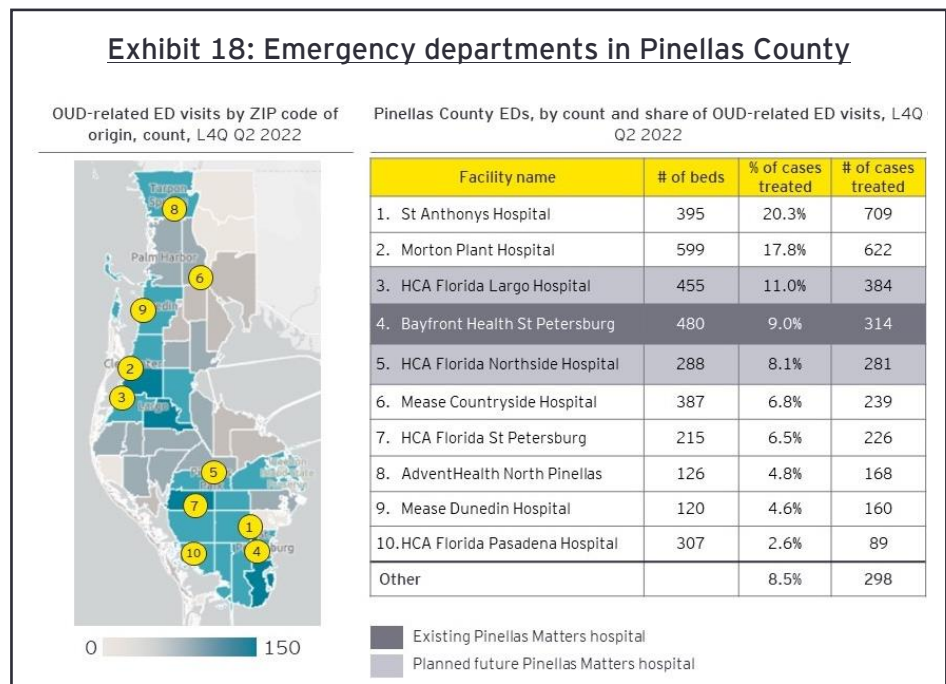 Exhibit 18: Emergency departments in Pinellas County
OUD-related ED visits by ZIP code of
origin, count, L4Q Q2 2022
Tarpon
8
Palm Harbor
6
9
2
3
Largo
5
7
1
10
4
0
150
Pinellas County EDs, by count and share of OUD-related ED visits, L4Q
Q2 2022
Facility name # of beds % of cases treated # of cases treated
1. St Anthonys Hospital 395 20.3% 709
2. Morton Plant Hospital 599 17.8% 622
3. HCA Florida Largo Hospital 455 11.0% 384
4. Bayfront Health St Petersburg 480 9.0% 314
5. HCA Florida Northside Hospital 288 8.1% 281
6. Mease Countryside Hospital 387 6.8% 239
7. HCA Florida St Petersburg 215 6.5% 226
8. AdventHealth North Pinellas 126 4.8% 168
9. Mease Dunedin Hospital 120 4.6% 160
10. HCA Florida Pasadena Hospital 307 2.6% 89
Other 8.5% 298
Existing Pinellas Matters hospital
Planned future Pinellas Matters hospital